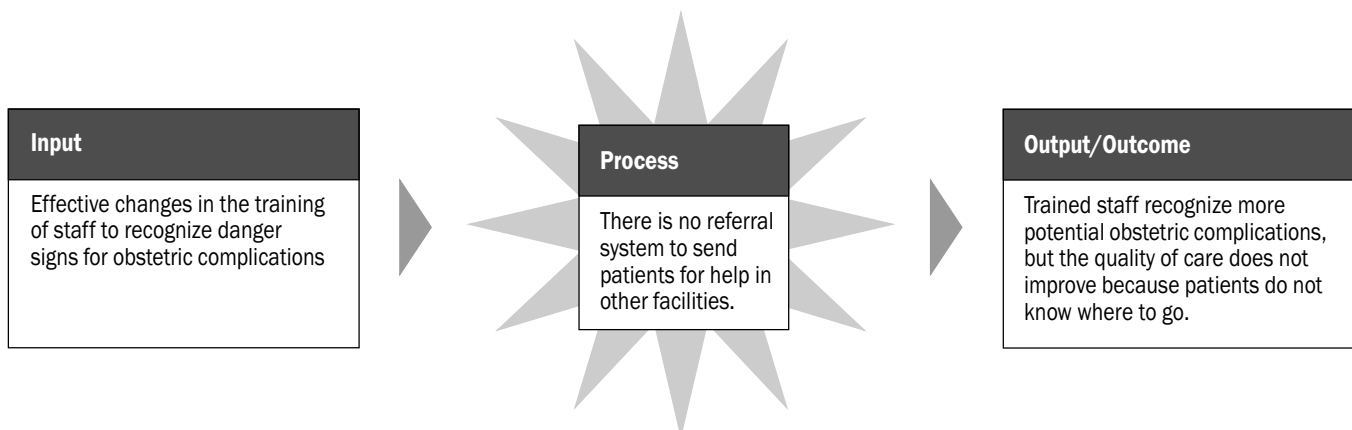 Input
Effective changes in the training
of staff to recognize danger
signs for obstetric complications
Process
There is no referral
system to send
patients for help in
other facilities.
Output/Outcome
Trained staff recognize more
potential obstetric complications,
but the quality of care does not
improve because patients do not
know where to go.